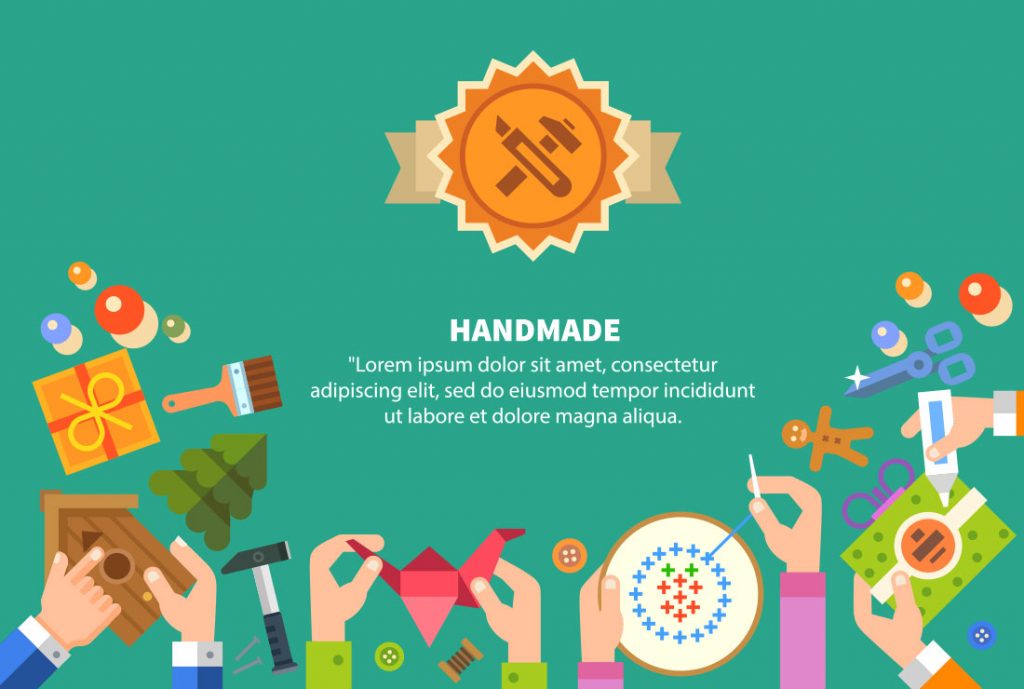 HANDMADE
"Lorem ipsum dolor sit amet, consectetur
adipiscing elit, sed do eiusmod tempor incididunt
ut labore et dolore magna aliqua.